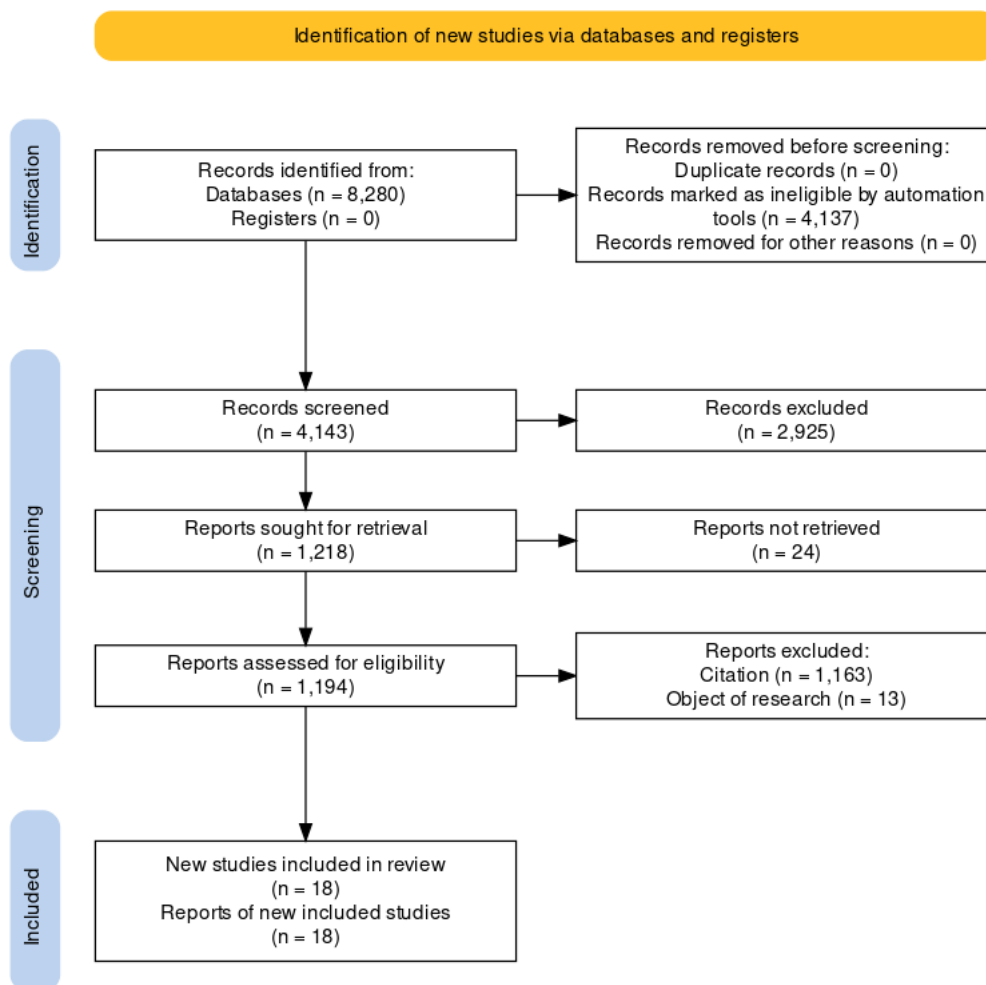 Identification of new studies via databases and registers
Identification
Records identified from:
Databases (n = 8,280)
Registers (n = 0)
Records removed before screening:
Duplicate records (n = 0)
Records marked as ineligible by automation
tools (n = 4,137)
Records removed for other reasons (n = 0)
Screening
Records screened
(n = 4,143)
Records excluded
(n = 2,925)
Reports sought for retrieval
(n = 1,218)
Reports not retrieved
(n = 24)
Reports assessed for eligibility
(n = 1,194)
Reports excluded:
Citation (n = 1,163)
Object of research (n = 13)
Included
New studies included in review
(n = 18)
Reports of new included studies
(n = 18)